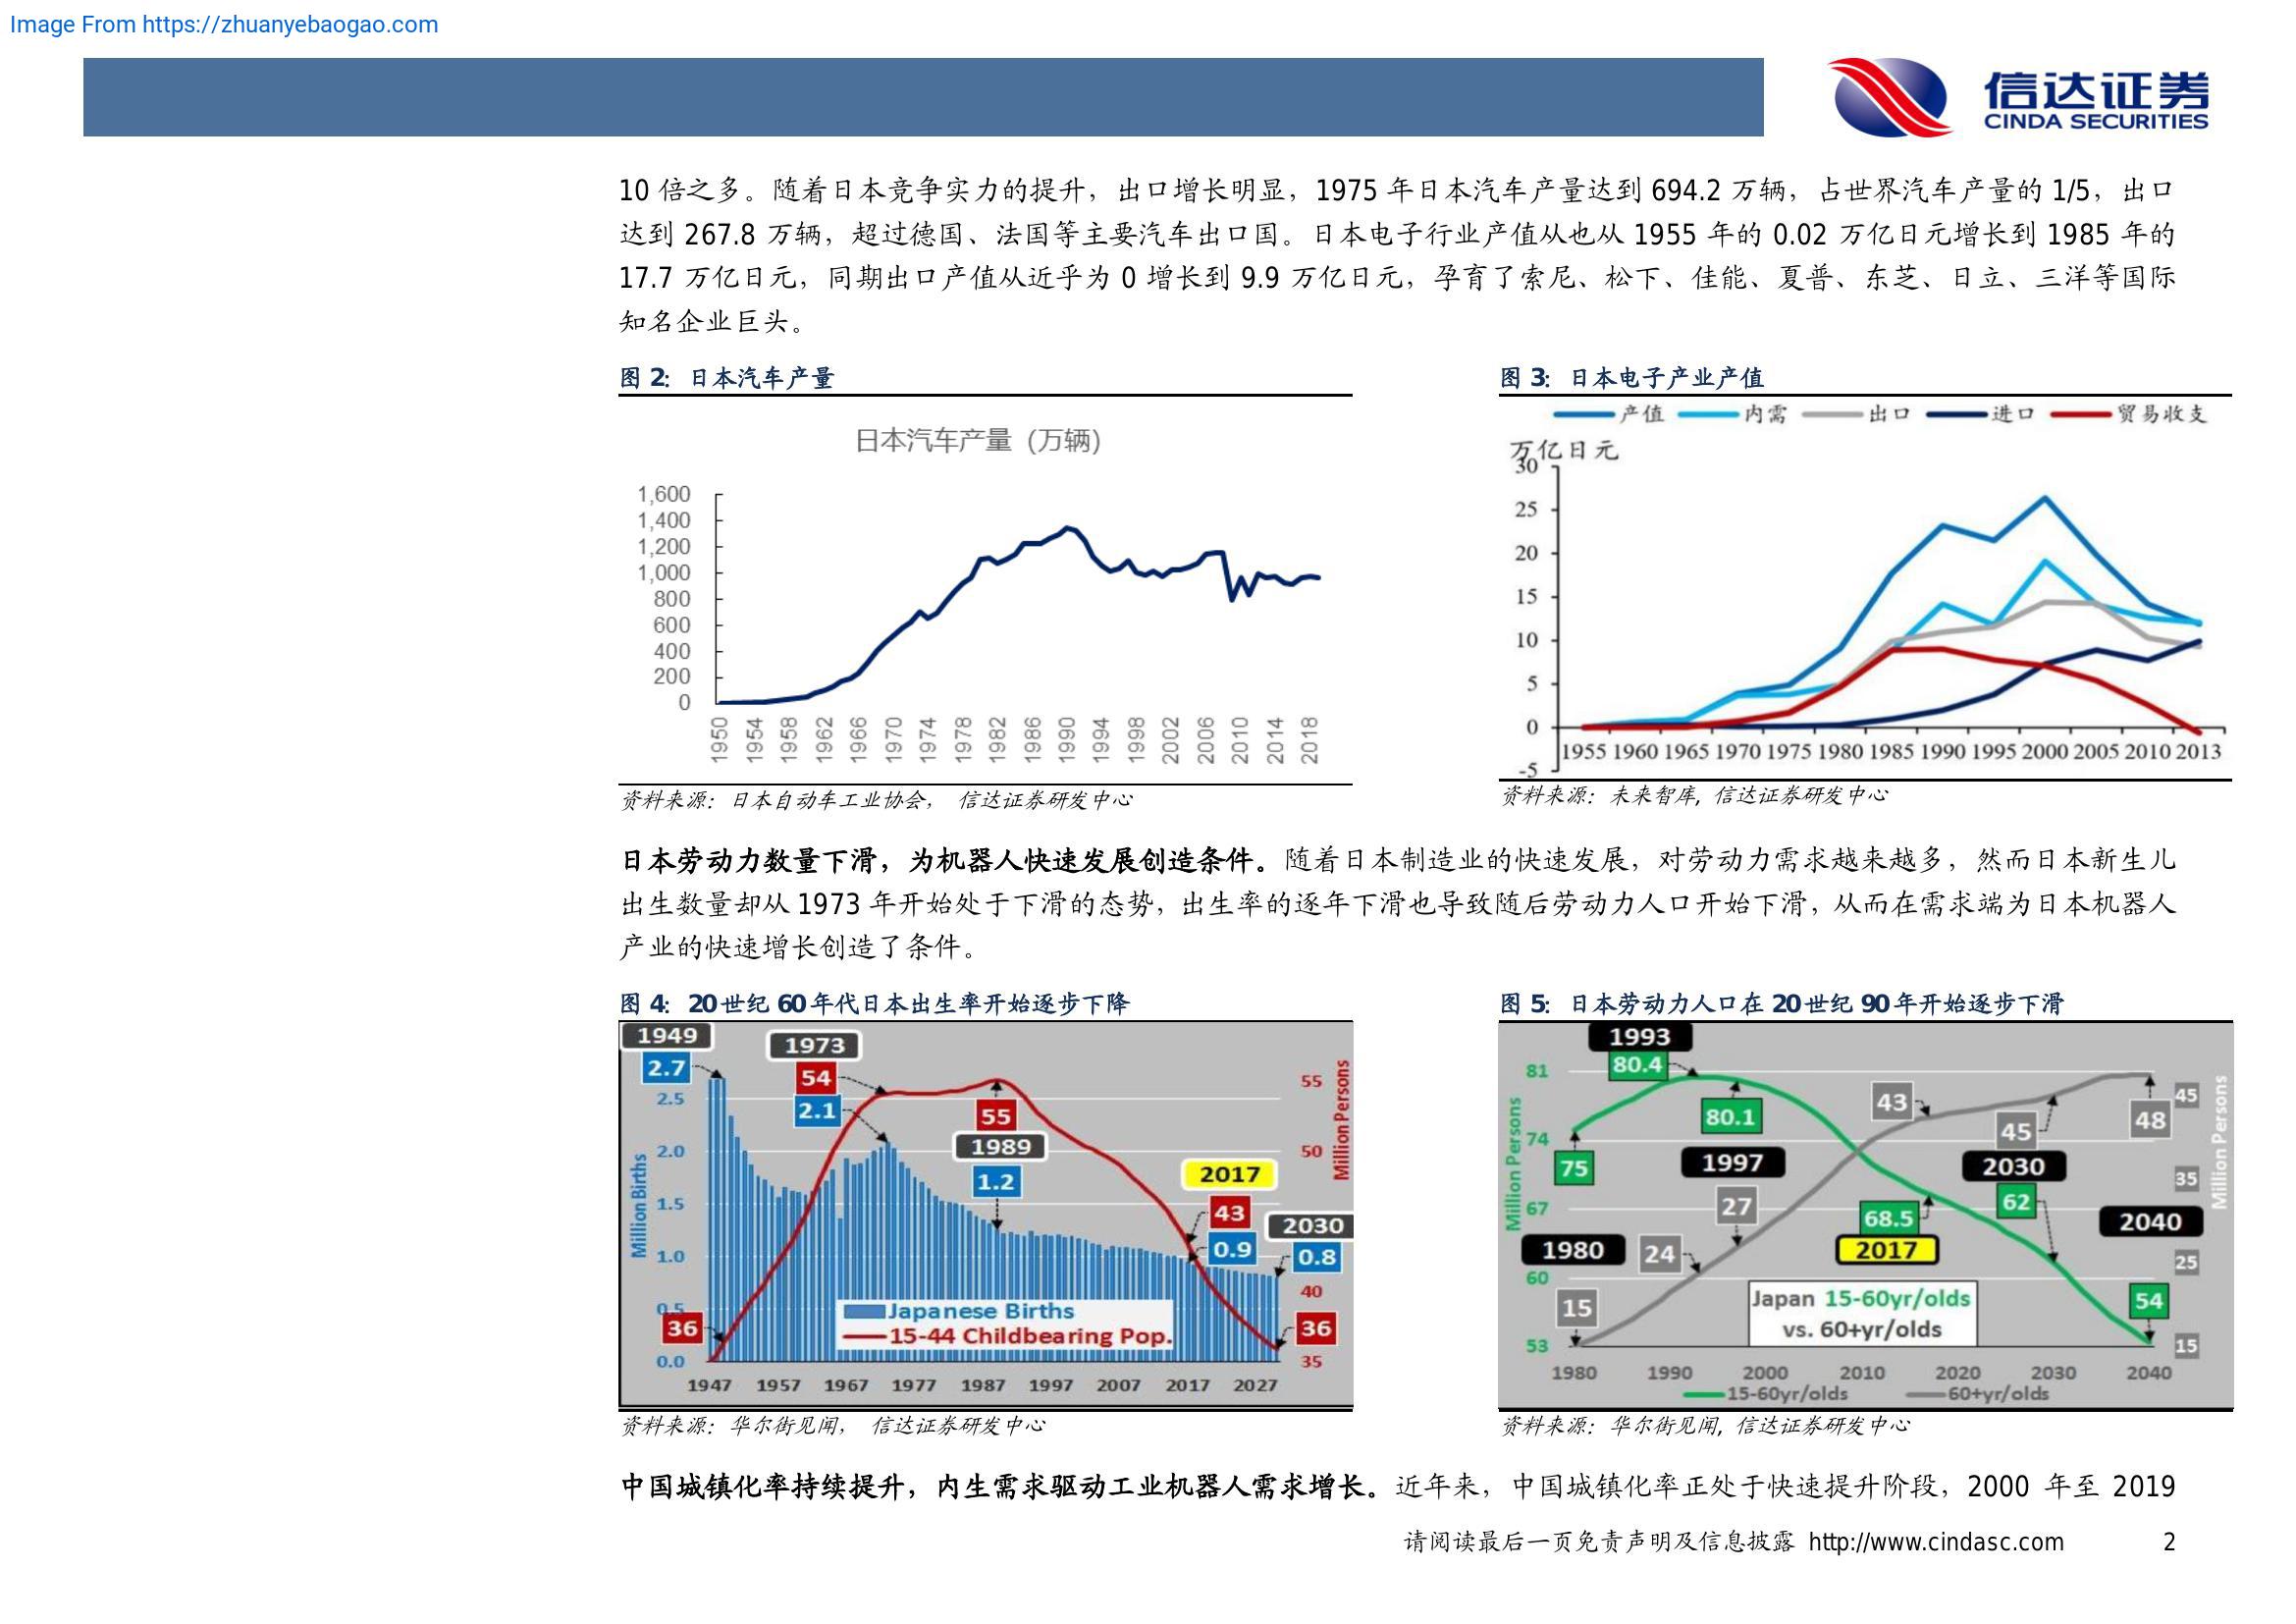 Image From https://zhuanyebaogao.com
信达证券
CINDA SECURITIES
10 倍之多。随着日本竞争实力的提升，出口增长明显，1975 年日本汽车产量达到 694.2 万辆，占世界汽车产量的 1/5，出口
达到 267.8 万辆，超过德国、法国等主要汽车出口国。日本电子行业产值从也从 1955 年的 0.02 万亿日元增长到 1985 年的
17.7 万亿日元，同期出口产值从近乎为 0 增长到 9.9 万亿日元，孕育了索尼、松下、佳能、夏普、东芝、日立、三洋等国际
知名企业巨头。
图 2：日本汽车产量
日本汽车产量 (万辆)
1,600
1,400
1,200
1,000
800
600
400
200
0
1950 1954 1958 1962 1966 1970 1974 1978 1982 1986 1990 1994 1998 2002 2006 2010 2014 2018
资料来源：日本自动车工业协会， 信达证券研发中心
图 3：日本电子产业产值
产值 内需 出口 进口 贸易收支
万亿日元
30
25
20
15
10
5
0
-5
1955 1960 1965 1970 1975 1980 1985 1990 1995 2000 2005 2010 2013
资料来源：未来智库, 信达证券研发中心
日本劳动力数量下滑，为机器人快速发展创造条件。随着日本制造业的快速发展，对劳动力需求越来越多，然而日本新生儿
出生数量却从 1973 年开始处于下滑的态势，出生率的逐年下滑也导致随后劳动力人口开始下滑，从而在需求端为日本机器人
产业的快速增长创造了条件。
图 4：20 世纪 60 年代日本出生率开始逐步下降
1949
2.7
1973
54
2.1
55
1989
1.2
2017
43
0.9
2030
0.8
36
36
Million Births
2.5
2.0
1.5
1.0
0.5
0.0
Million Persons
55
50
40
35
Japanese Births
15-44 Childbearing Pop.
1947 1957 1967 1977 1987 1997 2007 2017 2027
资料来源：华尔街见闻， 信达证券研发中心
图 5：日本劳动力人口在 20 世纪 90 年开始逐步下滑
1993
80.4
80.1
75
1997
27
1980
24
15
43
45
2030
62
68.5
2017
48
2040
54
Million Persons
81
74
67
60
53
Million Persons
45
35
25
15
Japan 15-60yr/olds
vs. 60+yr/olds
1980 1990 2000 2010 2020 2030 2040
15-60yr/olds 60+yr/olds
资料来源：华尔街见闻, 信达证券研发中心
中国城镇化率持续提升，内生需求驱动工业机器人需求增长。近年来，中国城镇化率正处于快速提升阶段，2000 年至 2019
请阅读最后一页免责声明及信息披露 http://www.cindasc.com 2